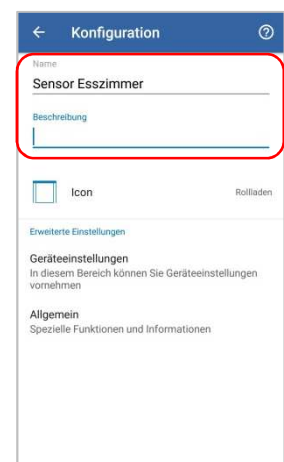 Konfiguration
Name
Sensor Esszimmer
Beschreibung
Icon Rollladen
Erweiterte Einstellungen
Geräteeinstellungen
In diesem Bereich können Sie Geräteeinstellungen
vornehmen
Allgemein
Spezielle Funktionen und Informationen